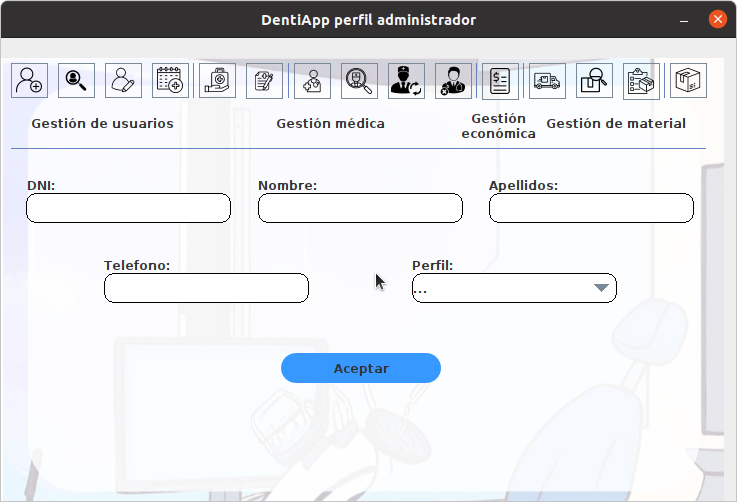 DentiApp perfil administrador
Gestión de usuarios
Gestión médica
Gestión
económica
Gestión de material
DNI:
Nombre:
Apellidos:
Telefono:
Perfil:
...
Aceptar